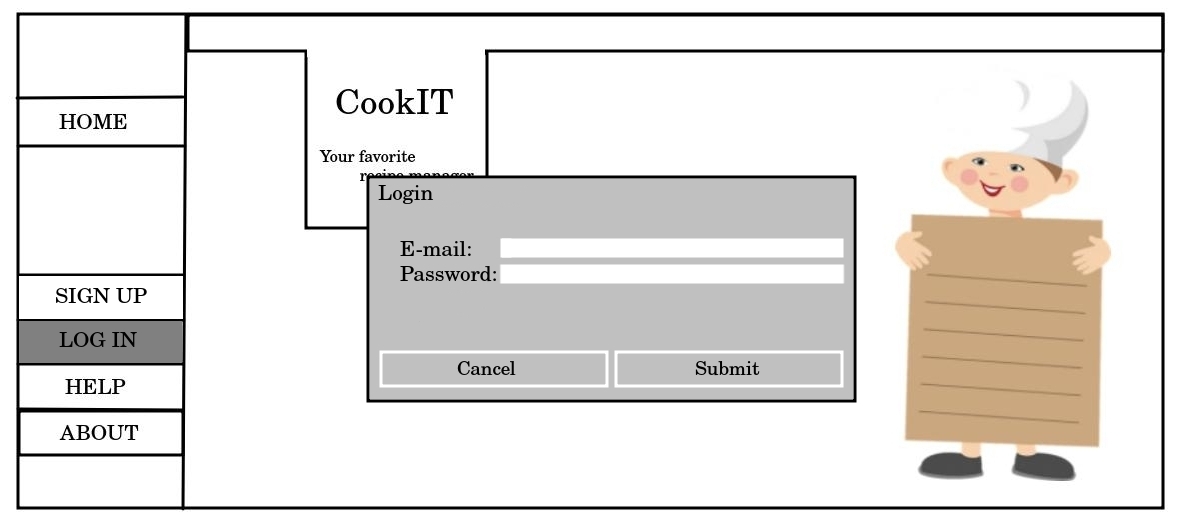 HOME
SIGN UP
LOG IN
HELP
ABOUT
CookIT
Your favorite
recipe manager
Login
E-mail:
Password:
Cancel
Submit